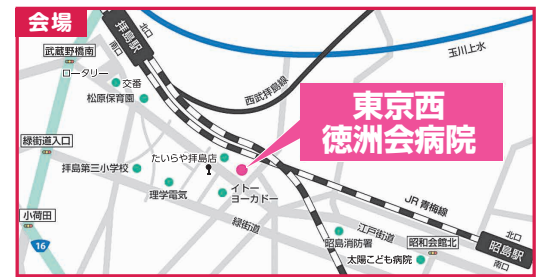 会場
拝島駅
北口
南口
武蔵野橋南
ロータリー
交番
松原保育園
玉川上水
西武拝島線
東京西
徳洲会病院
緑街道入口
拝島第三小学校
たいらや拝島店
理学電気
イトー
ヨーカドー
JR青梅線
小荷田
緑街道
江戸街道
昭島消防署
昭和会館北
太陽こども病院
北口
昭島駅
南口
16